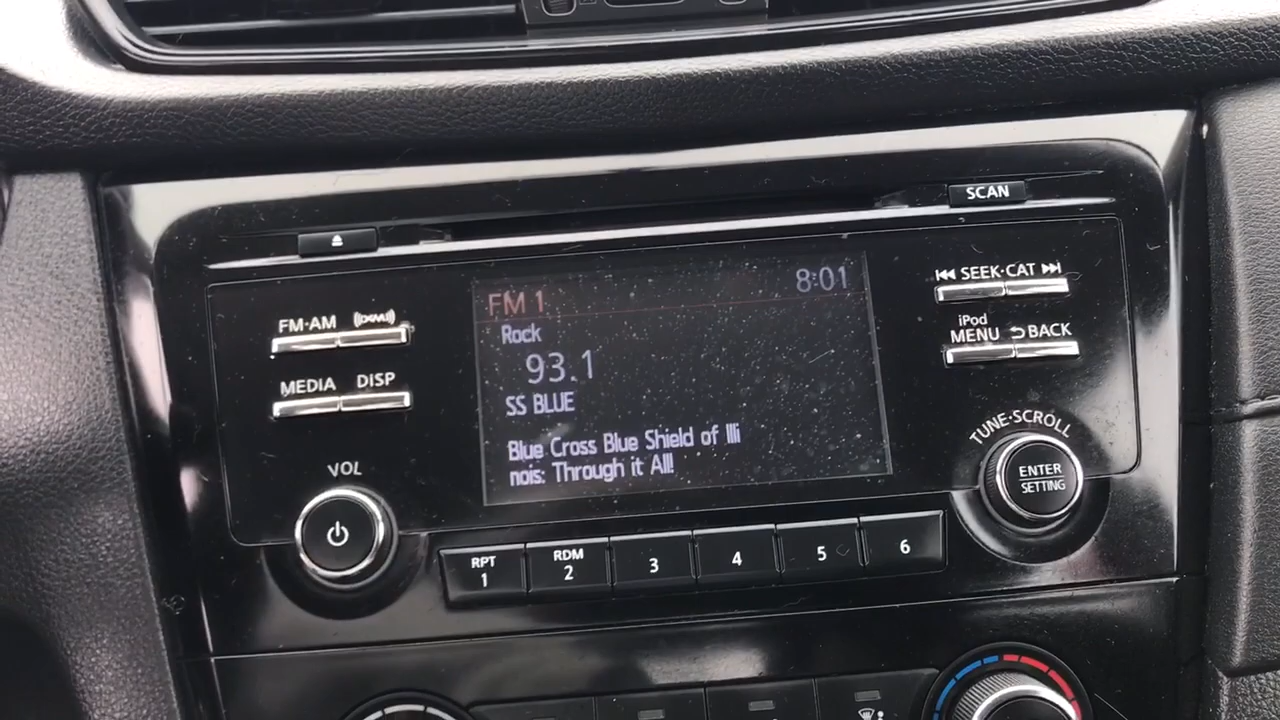 SCAN
FM·AM
((XM))
MEDIA
DISP
VOL
FM 1
8:01
Rock
93.1
SS BLUE
Blue Cross Blue Shield of Illi
nois: Through it All!
SEEK·CAT
iPod
MENU
BACK
TUNE·SCROLL
ENTER
SETTING
RPT
1
RDM
2
3
4
5
6